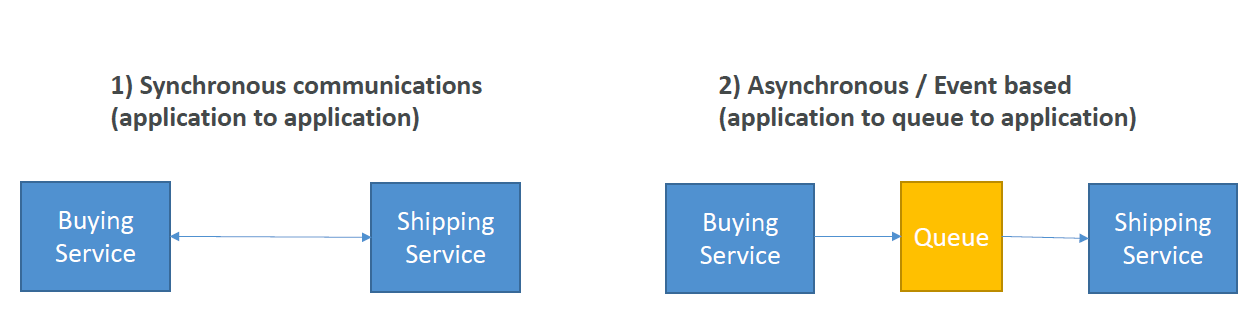 1) Synchronous communications
(application to application)
2) Asynchronous / Event based
(application to queue to application)
Buying
Service
Shipping
Service
Buying
Service
Queue
Shipping
Service